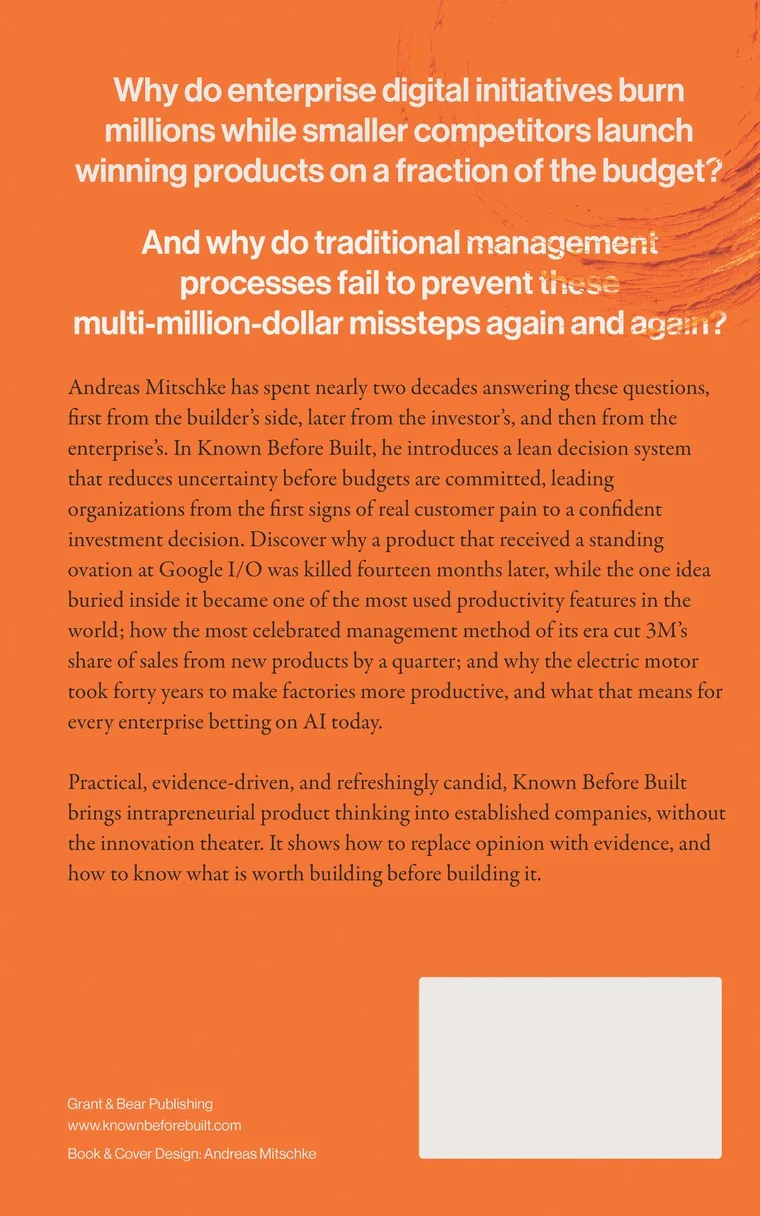 Why do enterprise digital initiatives burn
millions while smaller competitors launch
winning products on a fraction of the budget?
And why do traditional management
processes fail to prevent these
multi-million-dollar missteps again and again?
Andreas Mitschke has spent nearly two decades answering these questions,
first from the builder’s side, later from the investor’s, and then from the
enterprise’s. In Known Before Built, he introduces a lean decision system
that reduces uncertainty before budgets are committed, leading
organizations from the first signs of real customer pain to a confident
investment decision. Discover why a product that received a standing
ovation at Google I/O was killed fourteen months later, while the one idea
buried inside it became one of the most used productivity features in the
world; how the most celebrated management method of its era cut 3M’s
share of sales from new products by a quarter; and why the electric motor
took forty years to make factories more productive, and what that means for
every enterprise betting on AI today.
Practical, evidence-driven, and refreshingly candid, Known Before Built
brings intrapreneurial product thinking into established companies, without
the innovation theater. It shows how to replace opinion with evidence, and
how to know what is worth building before building it.
Grant & Bear Publishing
www.knownbeforebuilt.com
Book & Cover Design: Andreas Mitschke